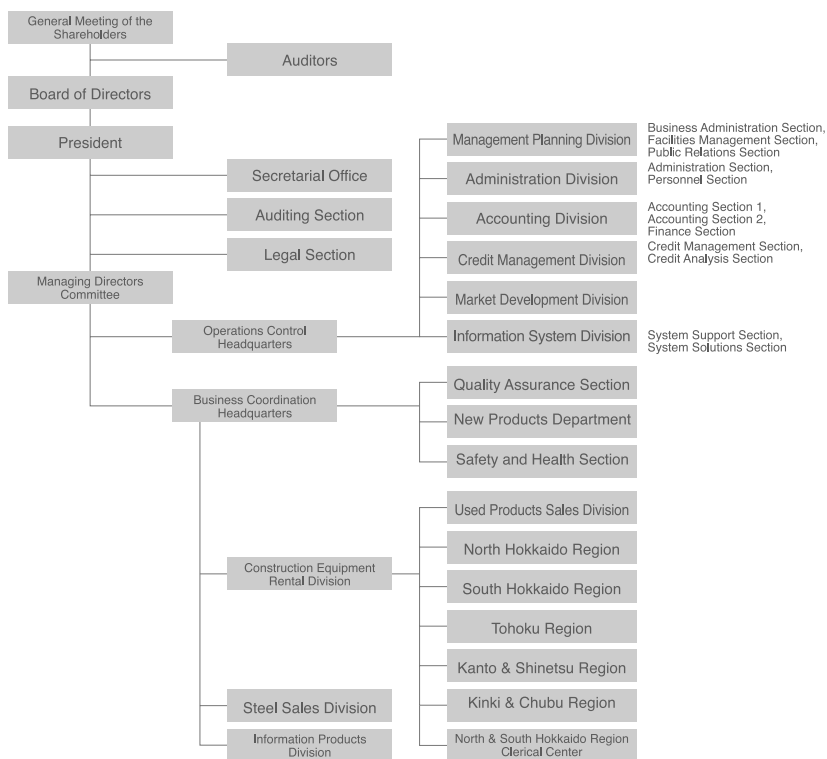 General Meeting of the
Shareholders
Auditors
Board of Directors
President
Secretarial Office
Auditing Section
Legal Section
Managing Directors
Committee
Operations Control
Headquarters
Management Planning Division
Business Administration Section,
Facilities Management Section,
Public Relations Section
Administration Division
Administration Section,
Personnel Section
Accounting Division
Accounting Section 1,
Accounting Section 2,
Finance Section
Credit Management Division
Credit Management Section,
Credit Analysis Section
Market Development Division
Information System Division
System Support Section,
System Solutions Section
Business Coordination
Headquarters
Quality Assurance Section
New Products Department
Safety and Health Section
Construction Equipment
Rental Division
Used Products Sales Division
North Hokkaido Region
South Hokkaido Region
Tohoku Region
Kanto & Shinetsu Region
Kinki & Chubu Region
North & South Hokkaido Region
Clerical Center
Steel Sales Division
Information Products
Division